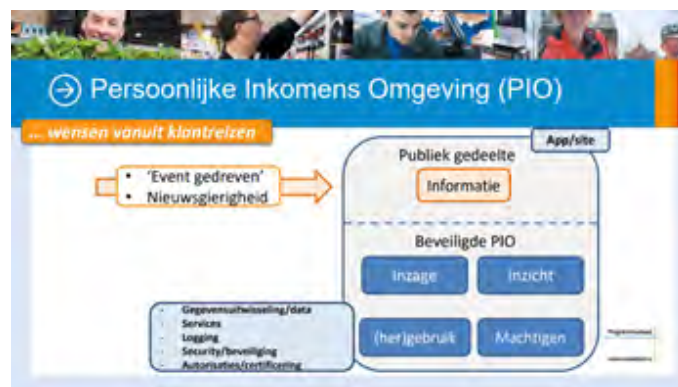 Persoonlijke Inkomens Omgeving (PIO)
... wensen vanuit klantreizen
App/site
Publiek gedeelte
• 'Event gedreven'
Informatie
• Nieuwsgierigheid
Beveiligde PIO
Inzage
Inzicht
- Gegevensuitwisseling/data
- Services
- Logging
- Security/beveiliging
- Autorisaties/certificering
(her)gebruik
Machtigen